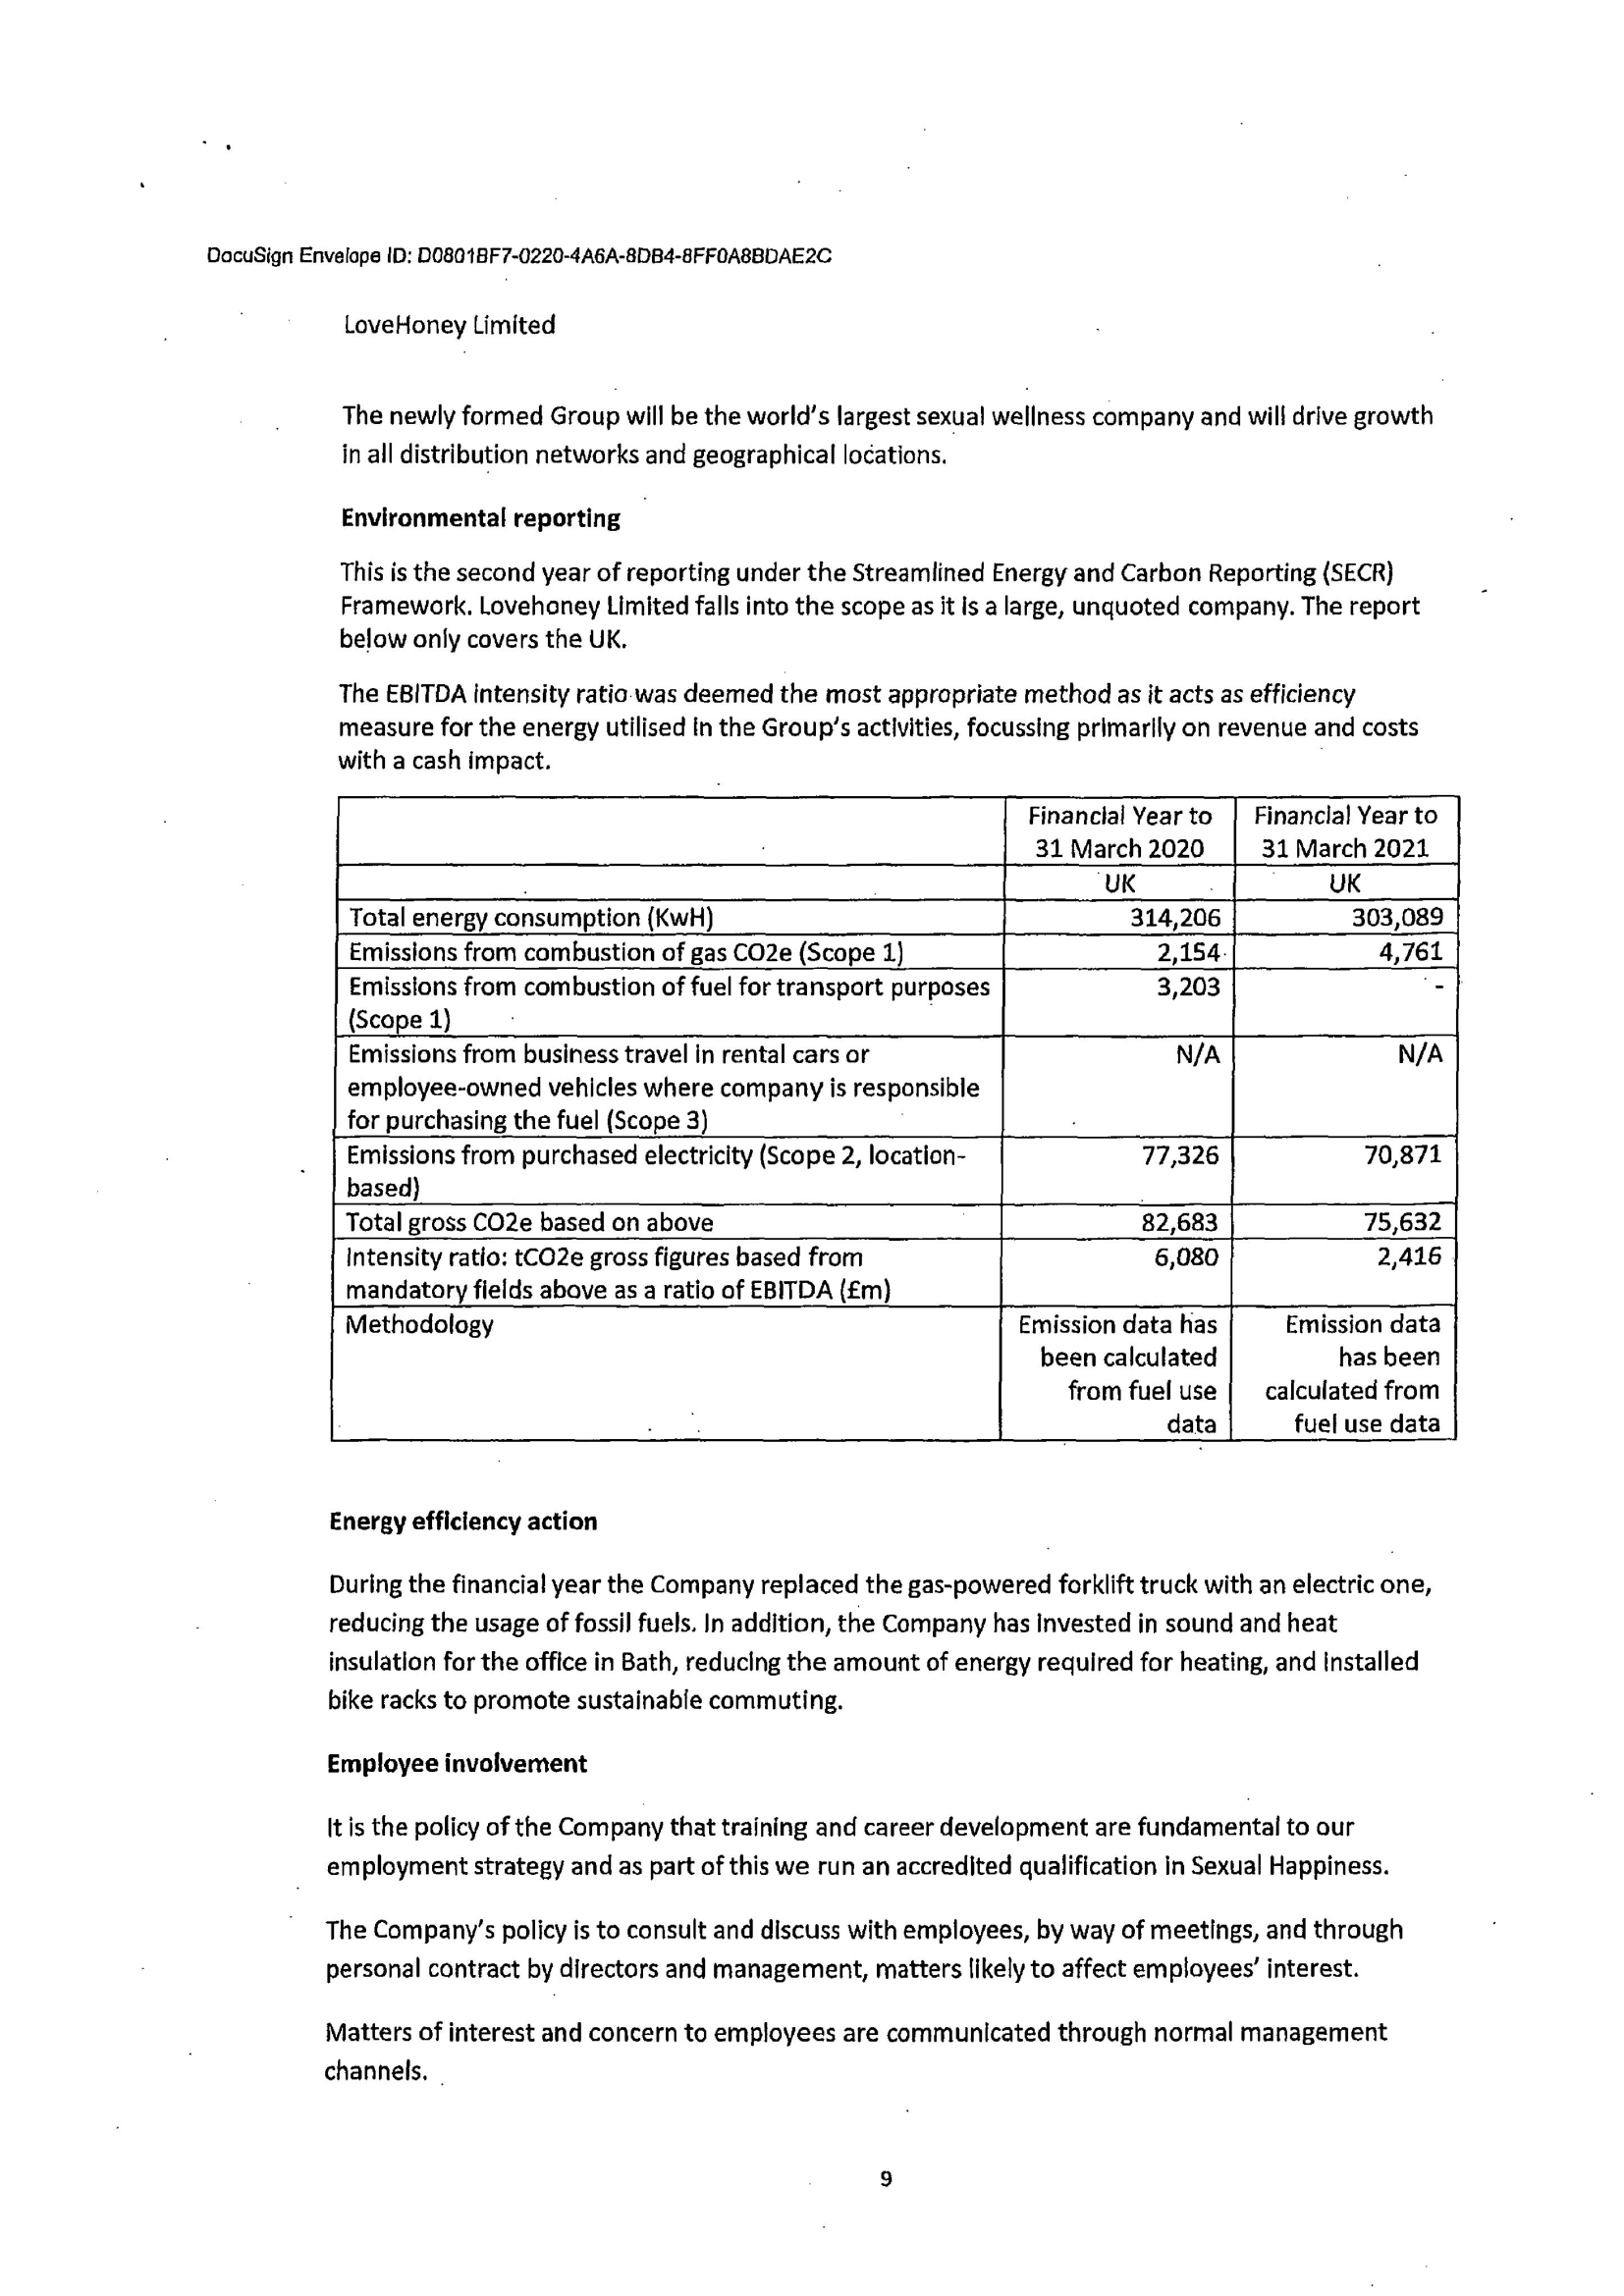 DocuSign Envelope ID: D0801BF7-0220-4A6A-8DB4-8FF0A8BDAE2C
LoveHoney Limited
The newly formed Group will be the world's largest sexual wellness company and will drive growth
in all distribution networks and geographical locations.
Environmental reporting
This is the second year of reporting under the Streamlined Energy and Carbon Reporting (SECR)
Framework. Lovehoney Limited falls into the scope as it is a large, unquoted company. The report
below only covers the UK.
The EBITDA intensity ratio was deemed the most appropriate method as it acts as efficiency
measure for the energy utilised in the Group's activities, focussing primarily on revenue and costs
with a cash impact.
Financial Year to Financial Year to
31 March 2020 31 March 2021
UK UK
Total energy consumption (KwH) 314,206 303,089
Emissions from combustion of gas CO2e (Scope 1) 2,154 4,761
Emissions from combustion of fuel for transport purposes 3,203 -
(Scope 1)
Emissions from business travel in rental cars or N/A N/A
employee-owned vehicles where company is responsible
for purchasing the fuel (Scope 3)
Emissions from purchased electricity (Scope 2, location- 77,326 70,871
based)
Total gross CO2e based on above 82,683 75,632
Intensity ratio: tCO2e gross figures based from 6,080 2,416
mandatory fields above as a ratio of EBITDA (£m)
Methodology Emission data has Emission data
been calculated has been
from fuel use calculated from
data fuel use data
Energy efficiency action
During the financial year the Company replaced the gas-powered forklift truck with an electric one,
reducing the usage of fossil fuels. In addition, the Company has invested in sound and heat
insulation for the office in Bath, reducing the amount of energy required for heating, and installed
bike racks to promote sustainable commuting.
Employee involvement
It is the policy of the Company that training and career development are fundamental to our
employment strategy and as part of this we run an accredited qualification in Sexual Happiness.
The Company's policy is to consult and discuss with employees, by way of meetings, and through
personal contract by directors and management, matters likely to affect employees' interest.
Matters of interest and concern to employees are communicated through normal management
channels.
9